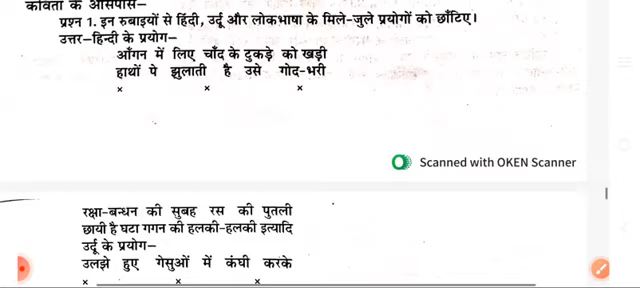 कविता के आसपास—
प्रश्न 1. इन रुबाइयों से हिंदी, उर्दू और लोकभाषा के मिले-जुले प्रयोगों को छाँटिए।
उत्तर–हिन्दी के प्रयोग—
आँगन में लिए चाँद के टुकड़े को खड़ी
हाथों पे झुलाती है उसे गोद-भरी
× × ×
Scanned with OKEN Scanner
रक्षा-बन्धन की सुबह रस की पुतली
छायी है घटा गगन की हलकी-हलकी इत्यादि
उर्दू के प्रयोग—
उलझे हुए गेसुओं में कंघी करके
× × ×